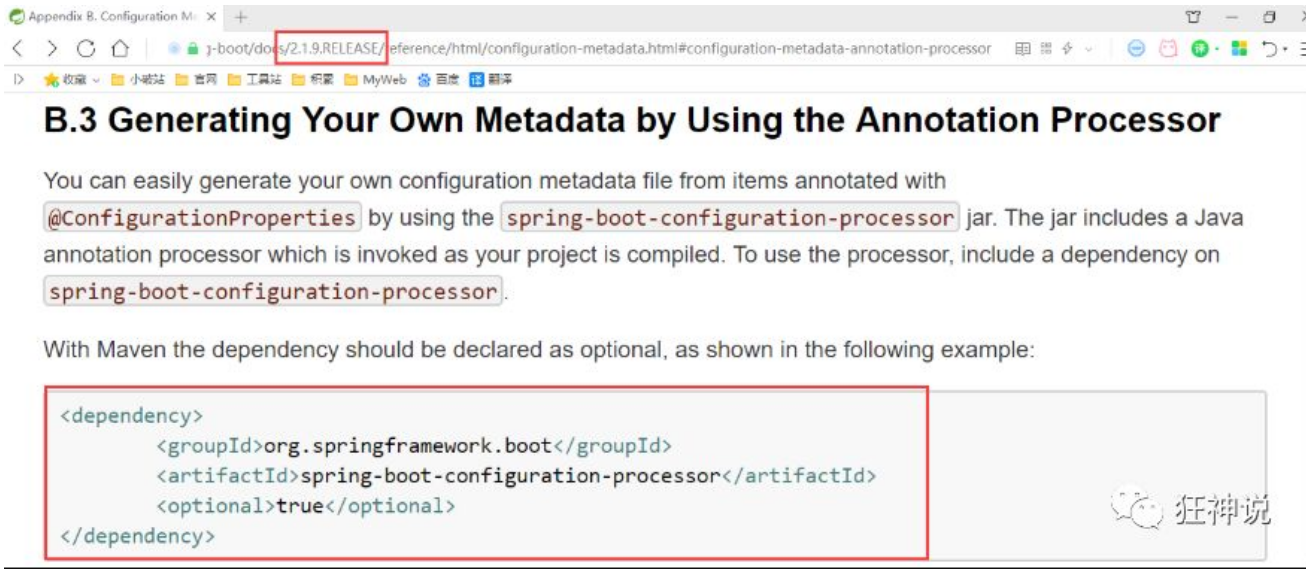 Appendix B. Configuration Me
g-boot/docs/2.1.9.RELEASE/reference/html/configuration-metadata.html#configuration-metadata-annotation-processor
收藏 小破站 官网 工具站 积累 MyWeb 百度 译 翻译
B.3 Generating Your Own Metadata by Using the Annotation Processor
You can easily generate your own configuration metadata file from items annotated with
@ConfigurationProperties by using the spring-boot-configuration-processor jar. The jar includes a Java
annotation processor which is invoked as your project is compiled. To use the processor, include a dependency on
spring-boot-configuration-processor.
With Maven the dependency should be declared as optional, as shown in the following example:
<dependency>
<groupId>org.springframework.boot</groupId>
<artifactId>spring-boot-configuration-processor</artifactId>
<optional>true</optional>
</dependency>
狂神说